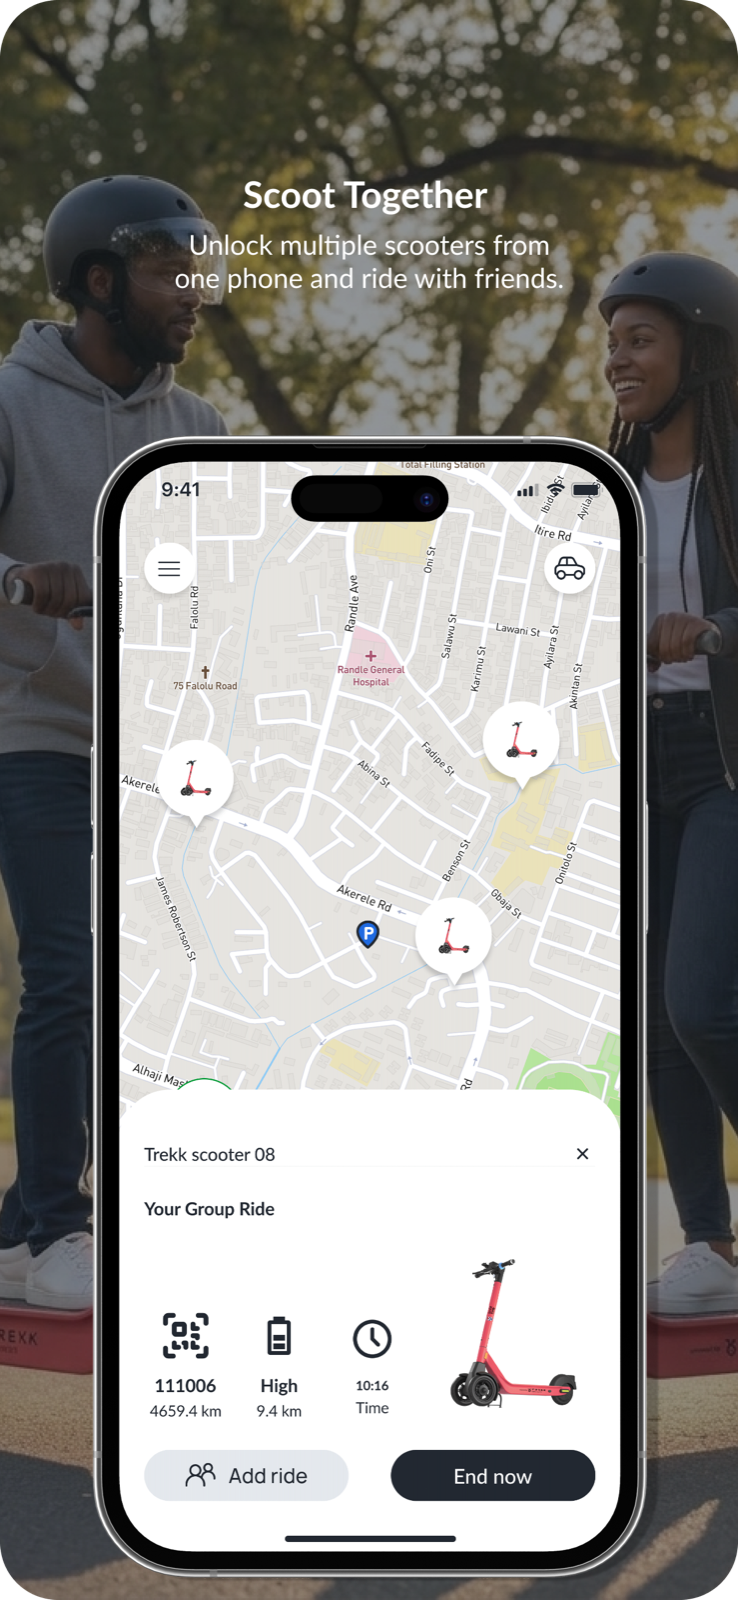 Scoot Together
Unlock multiple scooters from
one phone and ride with friends.
Total Filling Station
9:41
Itire Rd
Oni St
Randle Ave
Falolu Rd
Salawu St
Lawani St
Ayilara St
Karimu St
Akintan St
Randle General
Hospital
75 Falolu Road
Fadipe St
Abina St
Akerele
Benson St
Onitolo St
Akerele Rd
Gbaja St
P
James Robertson St
Alhaji Mas
Rd
Trekk scooter 08
Your Group Ride
111006
4659.4 km
High
9.4 km
10:16
Time
Add ride
End now
REKK